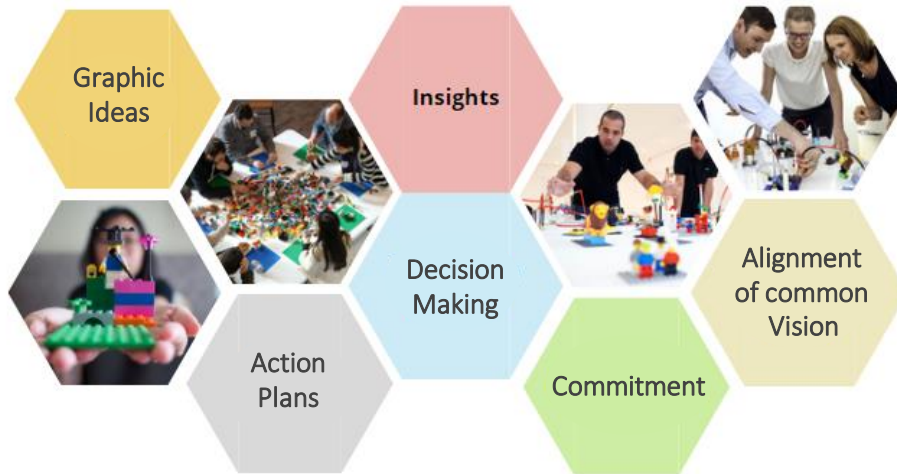 Graphic
Ideas
Insights
Decision
Making
Alignment
of common
Vision
Action
Plans
Commitment